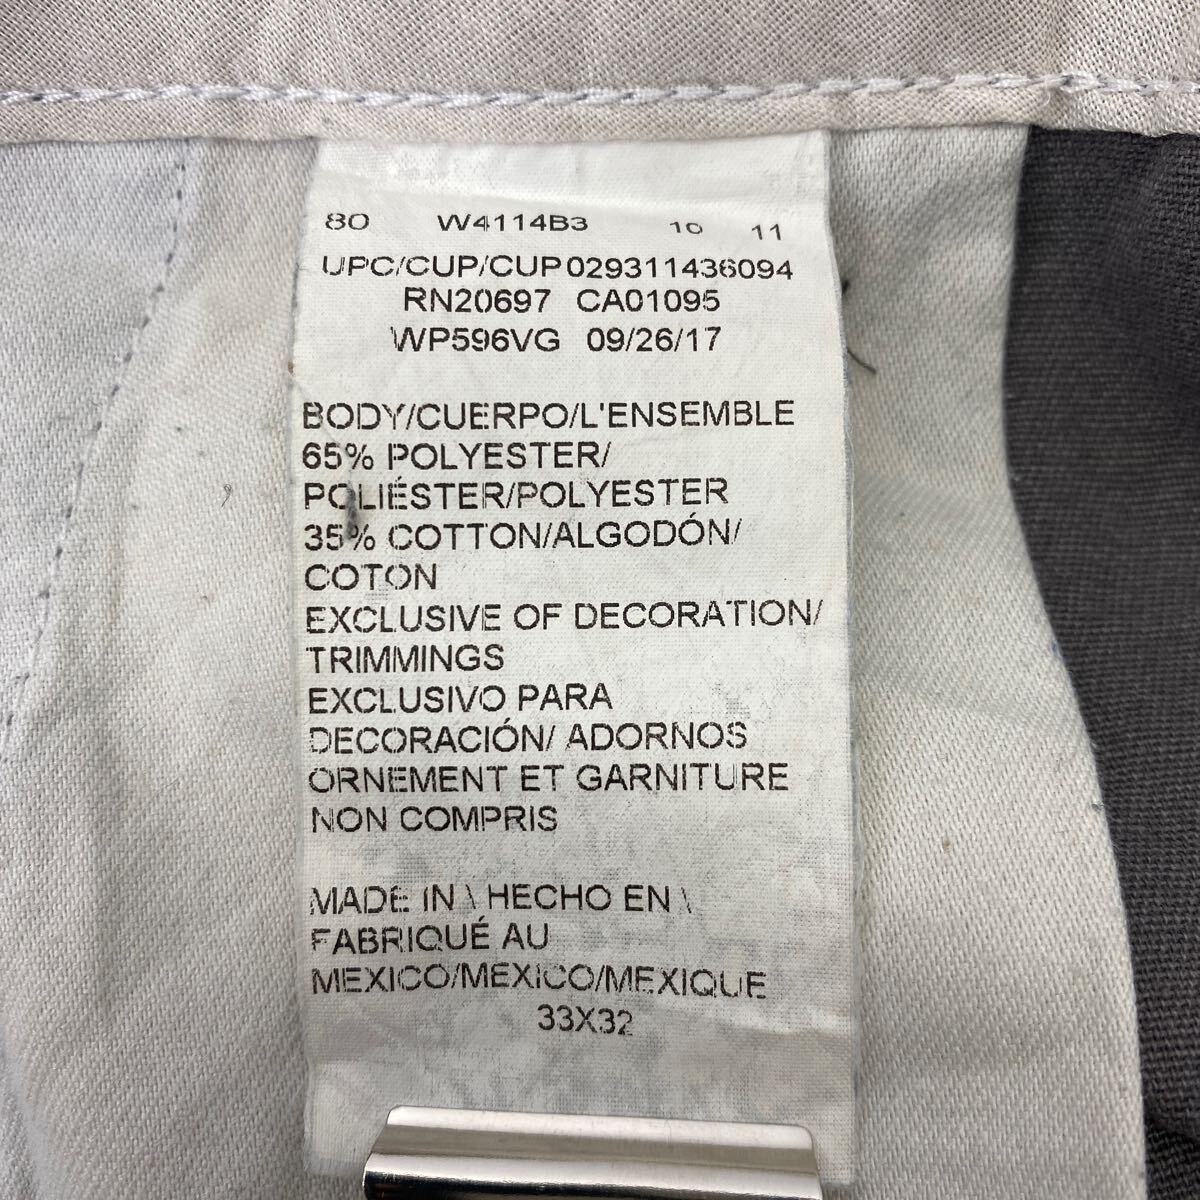 80 W4114B3 10 11
UPC/CUP/CUP029311436094
RN20697 CA01095
WP596VG 09/26/17
BODY/CUERPO/L'ENSEMBLE
65% POLYESTER/
POLIÉSTER/POLYESTER
35% COTTON/ALGODÓN/
COTON
EXCLUSIVE OF DECORATION/
TRIMMINGS
EXCLUSIVO PARA
DECORACIÓN/ ADORNOS
ORNEMENT ET GARNITURE
NON COMPRIS
MADE IN \ HECHO EN \
FABRIQUÉ AU
MEXICO/MEXICO/MEXIQUE
33X32